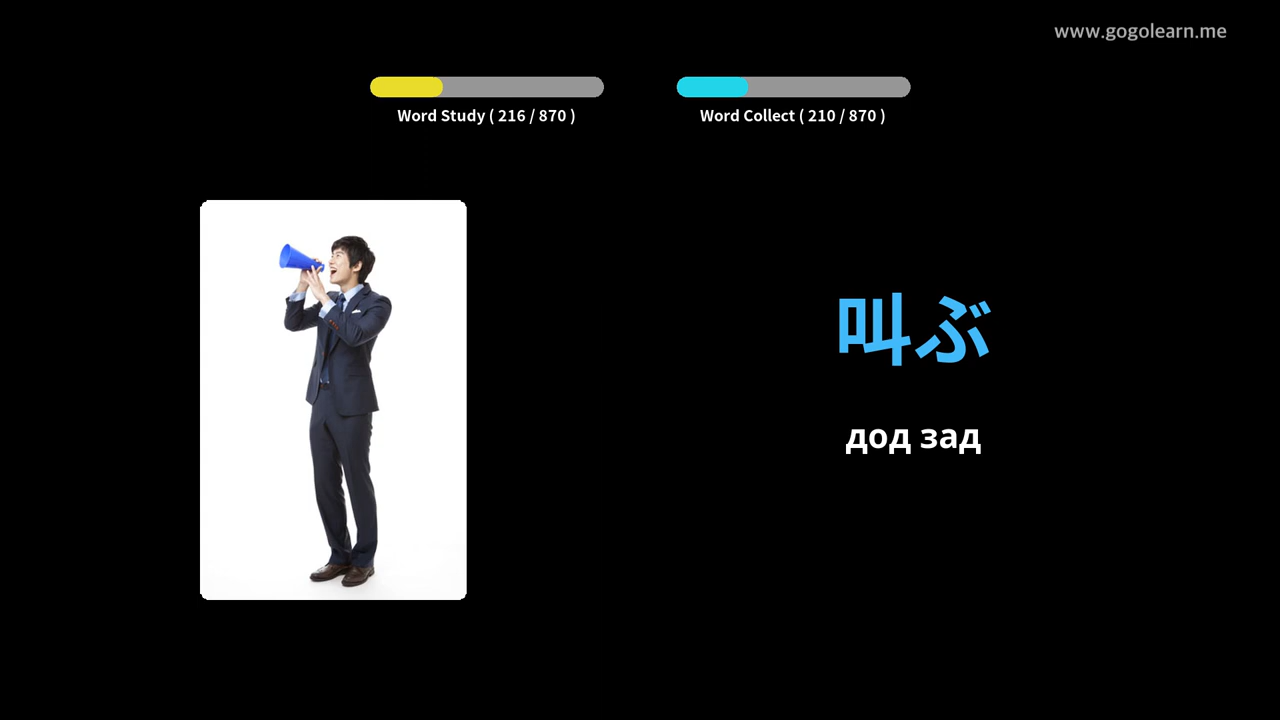 www.gogolearn.me
Word Study ( 216 / 870 )
Word Collect ( 210 / 870 )
叫ぶ
дод зад